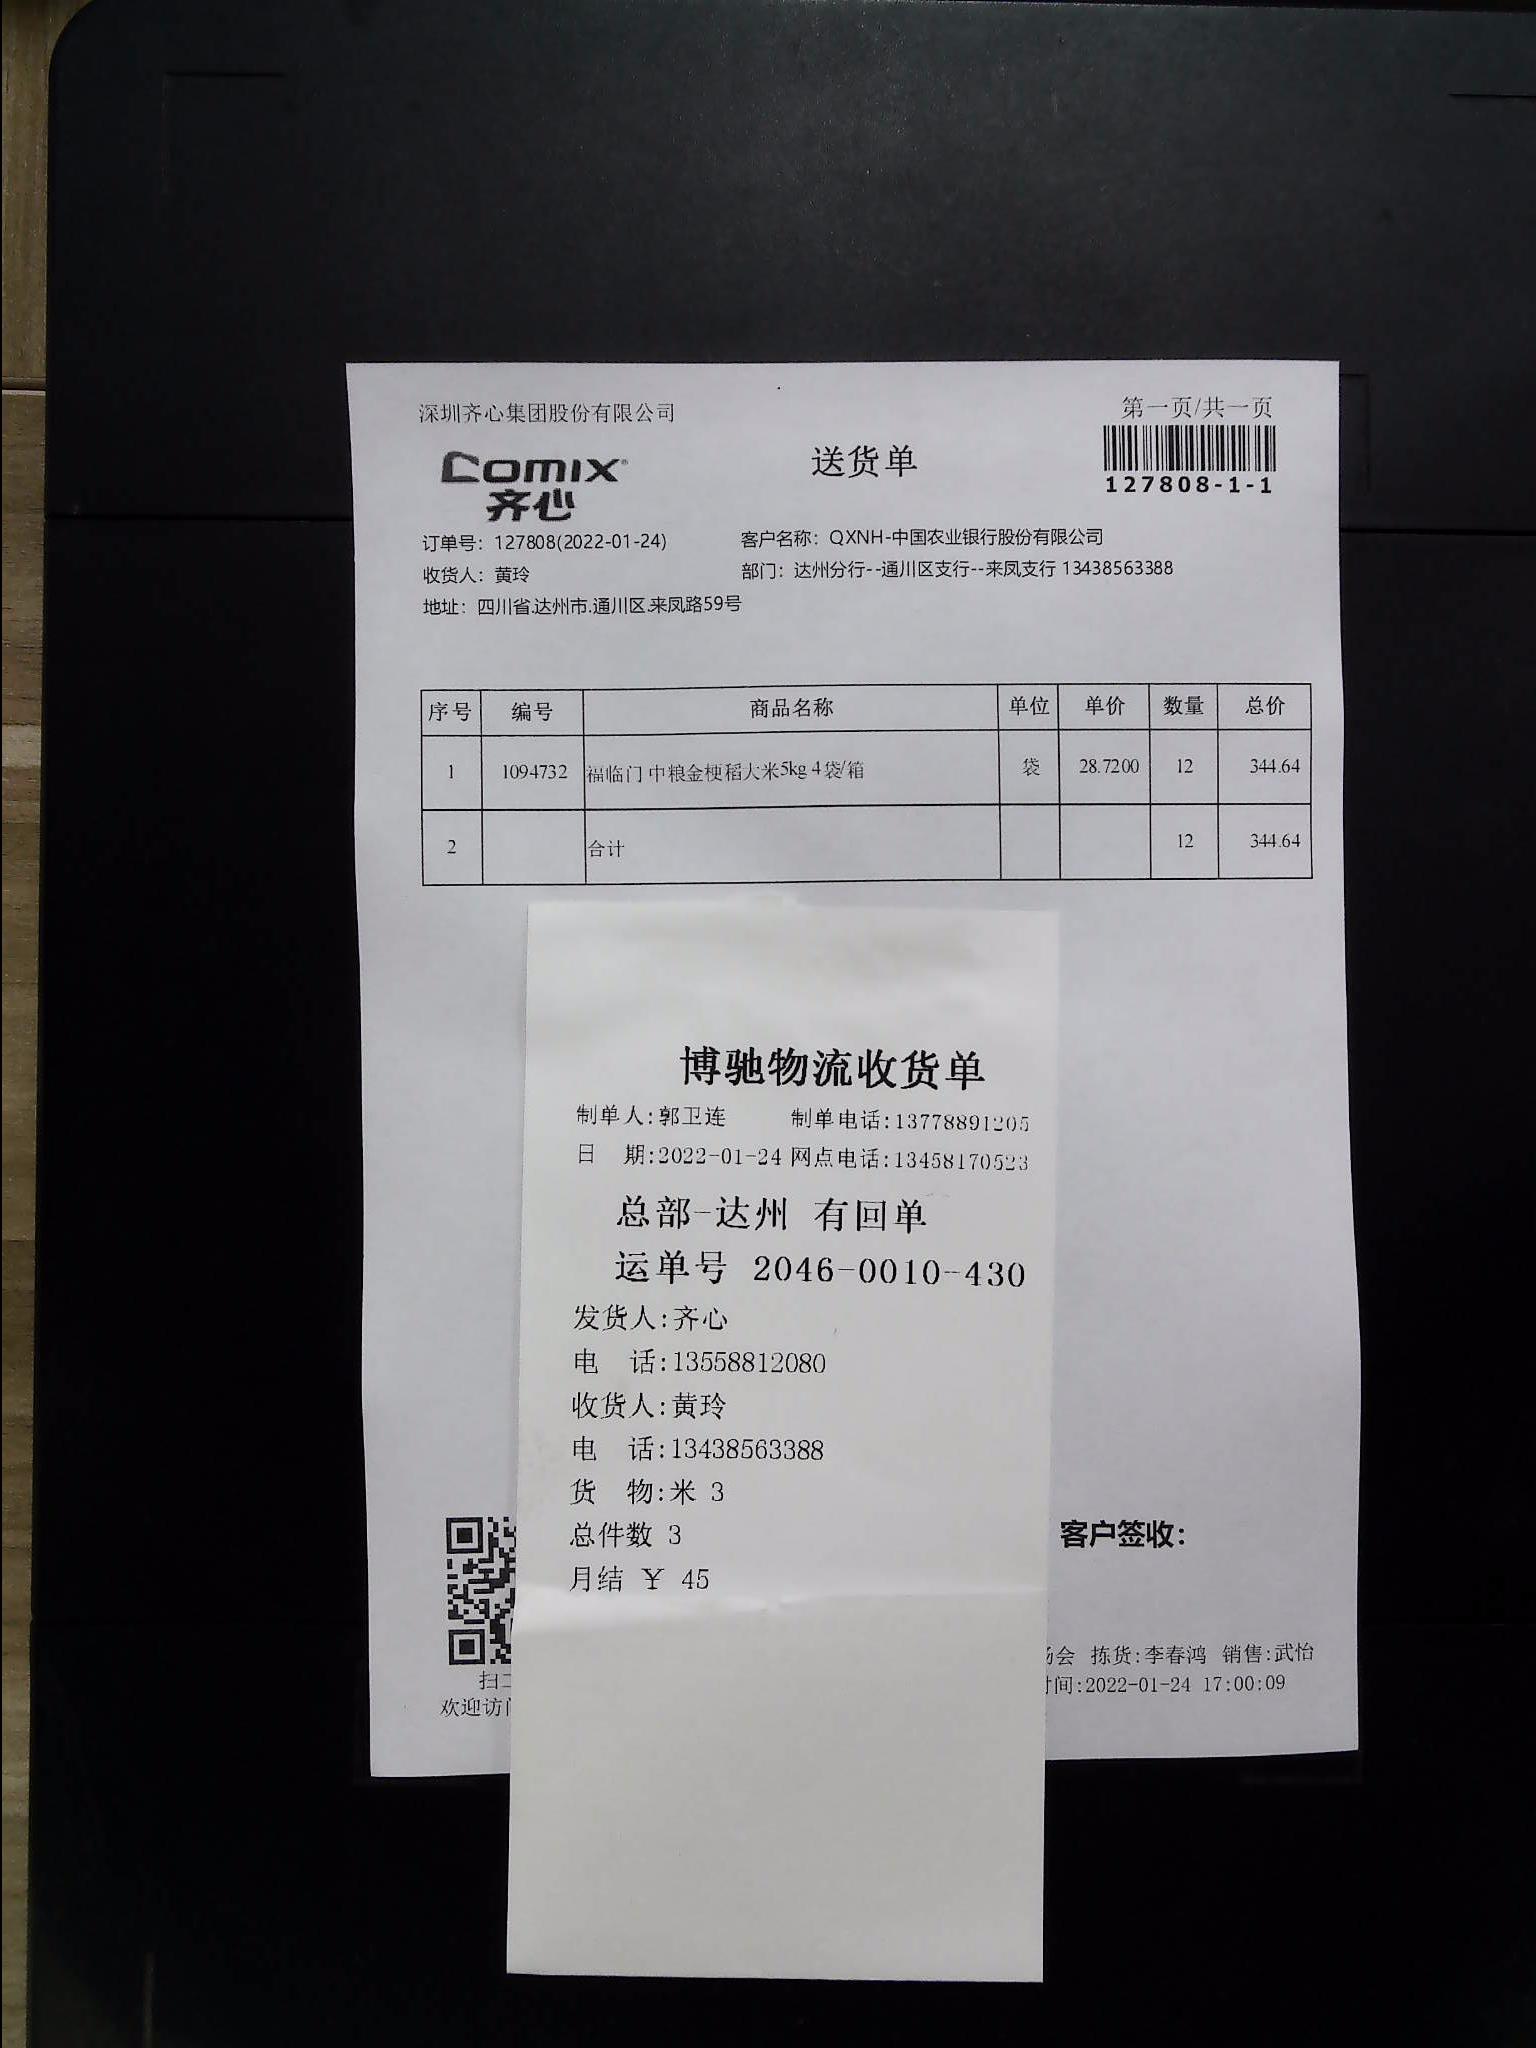 深圳齐心集团股份有限公司
第一页/共一页
Comix®
齐心
送货单
127808-1-1
订单号：127808(2022-01-24)
客户名称：QXNH-中国农业银行股份有限公司
收货人：黄玲
部门：达州分行--通川区支行--来凤支行 13438563388
地址：四川省.达州市.通川区.来凤路59号
序号 编号 商品名称 单位 单价 数量 总价
1 1094732 福临门 中粮金梗稻大米5kg 4袋/箱 袋 28.7200 12 344.64
2 合计 12 344.64
博驰物流收货单
制单人:郭卫连 制单电话:13778891205
日 期:2022-01-24 网点电话:13458170523
总部-达州 有回单
运单号 2046-0010-430
发货人:齐心
电 话:13558812080
收货人:黄玲
电 话:13438563388
货 物:米 3
总件数 3
月结 ¥ 45
客户签收：
会 拣货:李春鸿 销售:武怡
间:2022-01-24 17:00:09
扫
欢迎访